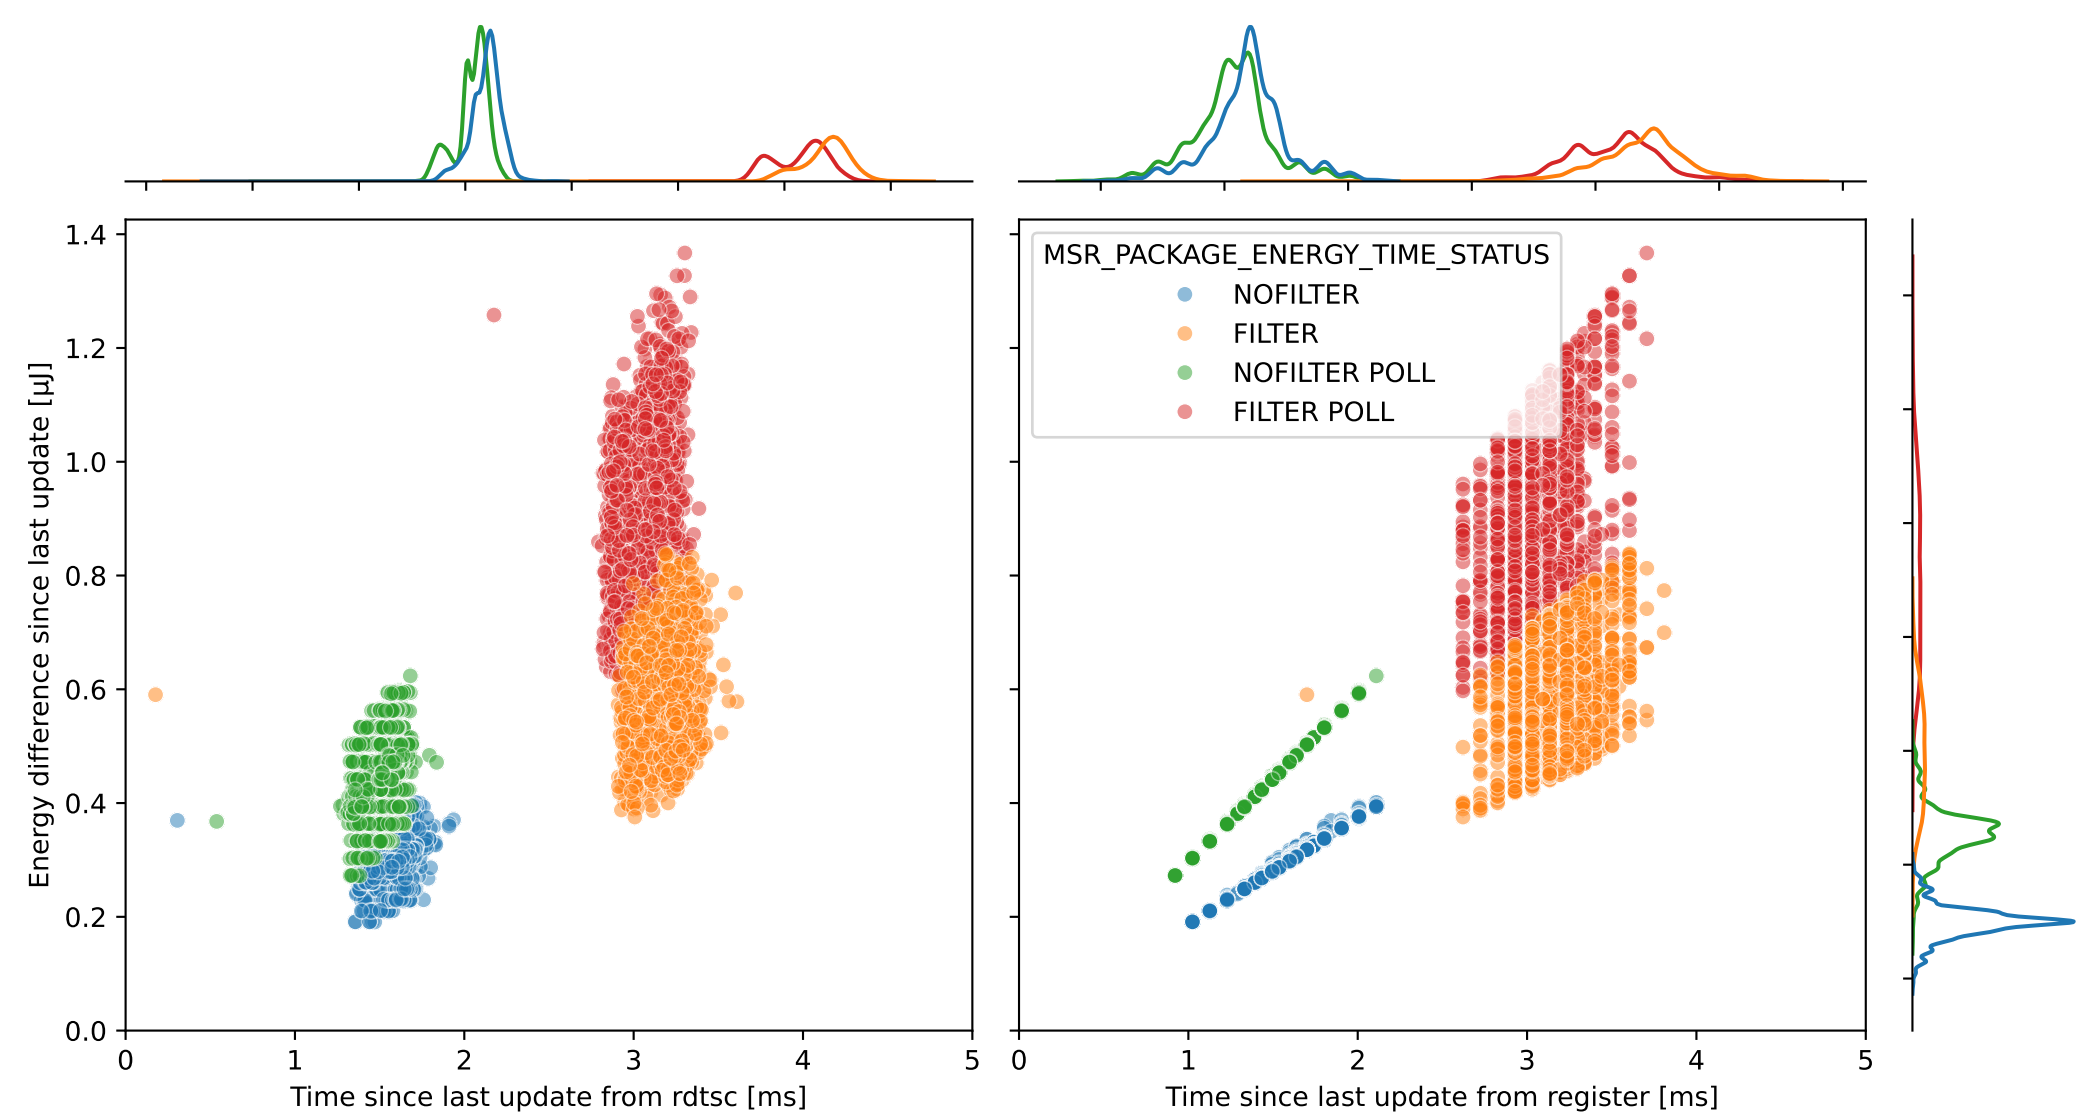 MSR_PACKAGE_ENERGY_TIME_STATUS
NOFILTER
FILTER
NOFILTER POLL
FILTER POLL
Energy difference since last update [µJ]
1.4
1.2
1.0
0.8
0.6
0.4
0.2
0.0
0 1 2 3 4 5
0 1 2 3 4 5
Time since last update from rdtsc [ms]
Time since last update from register [ms]